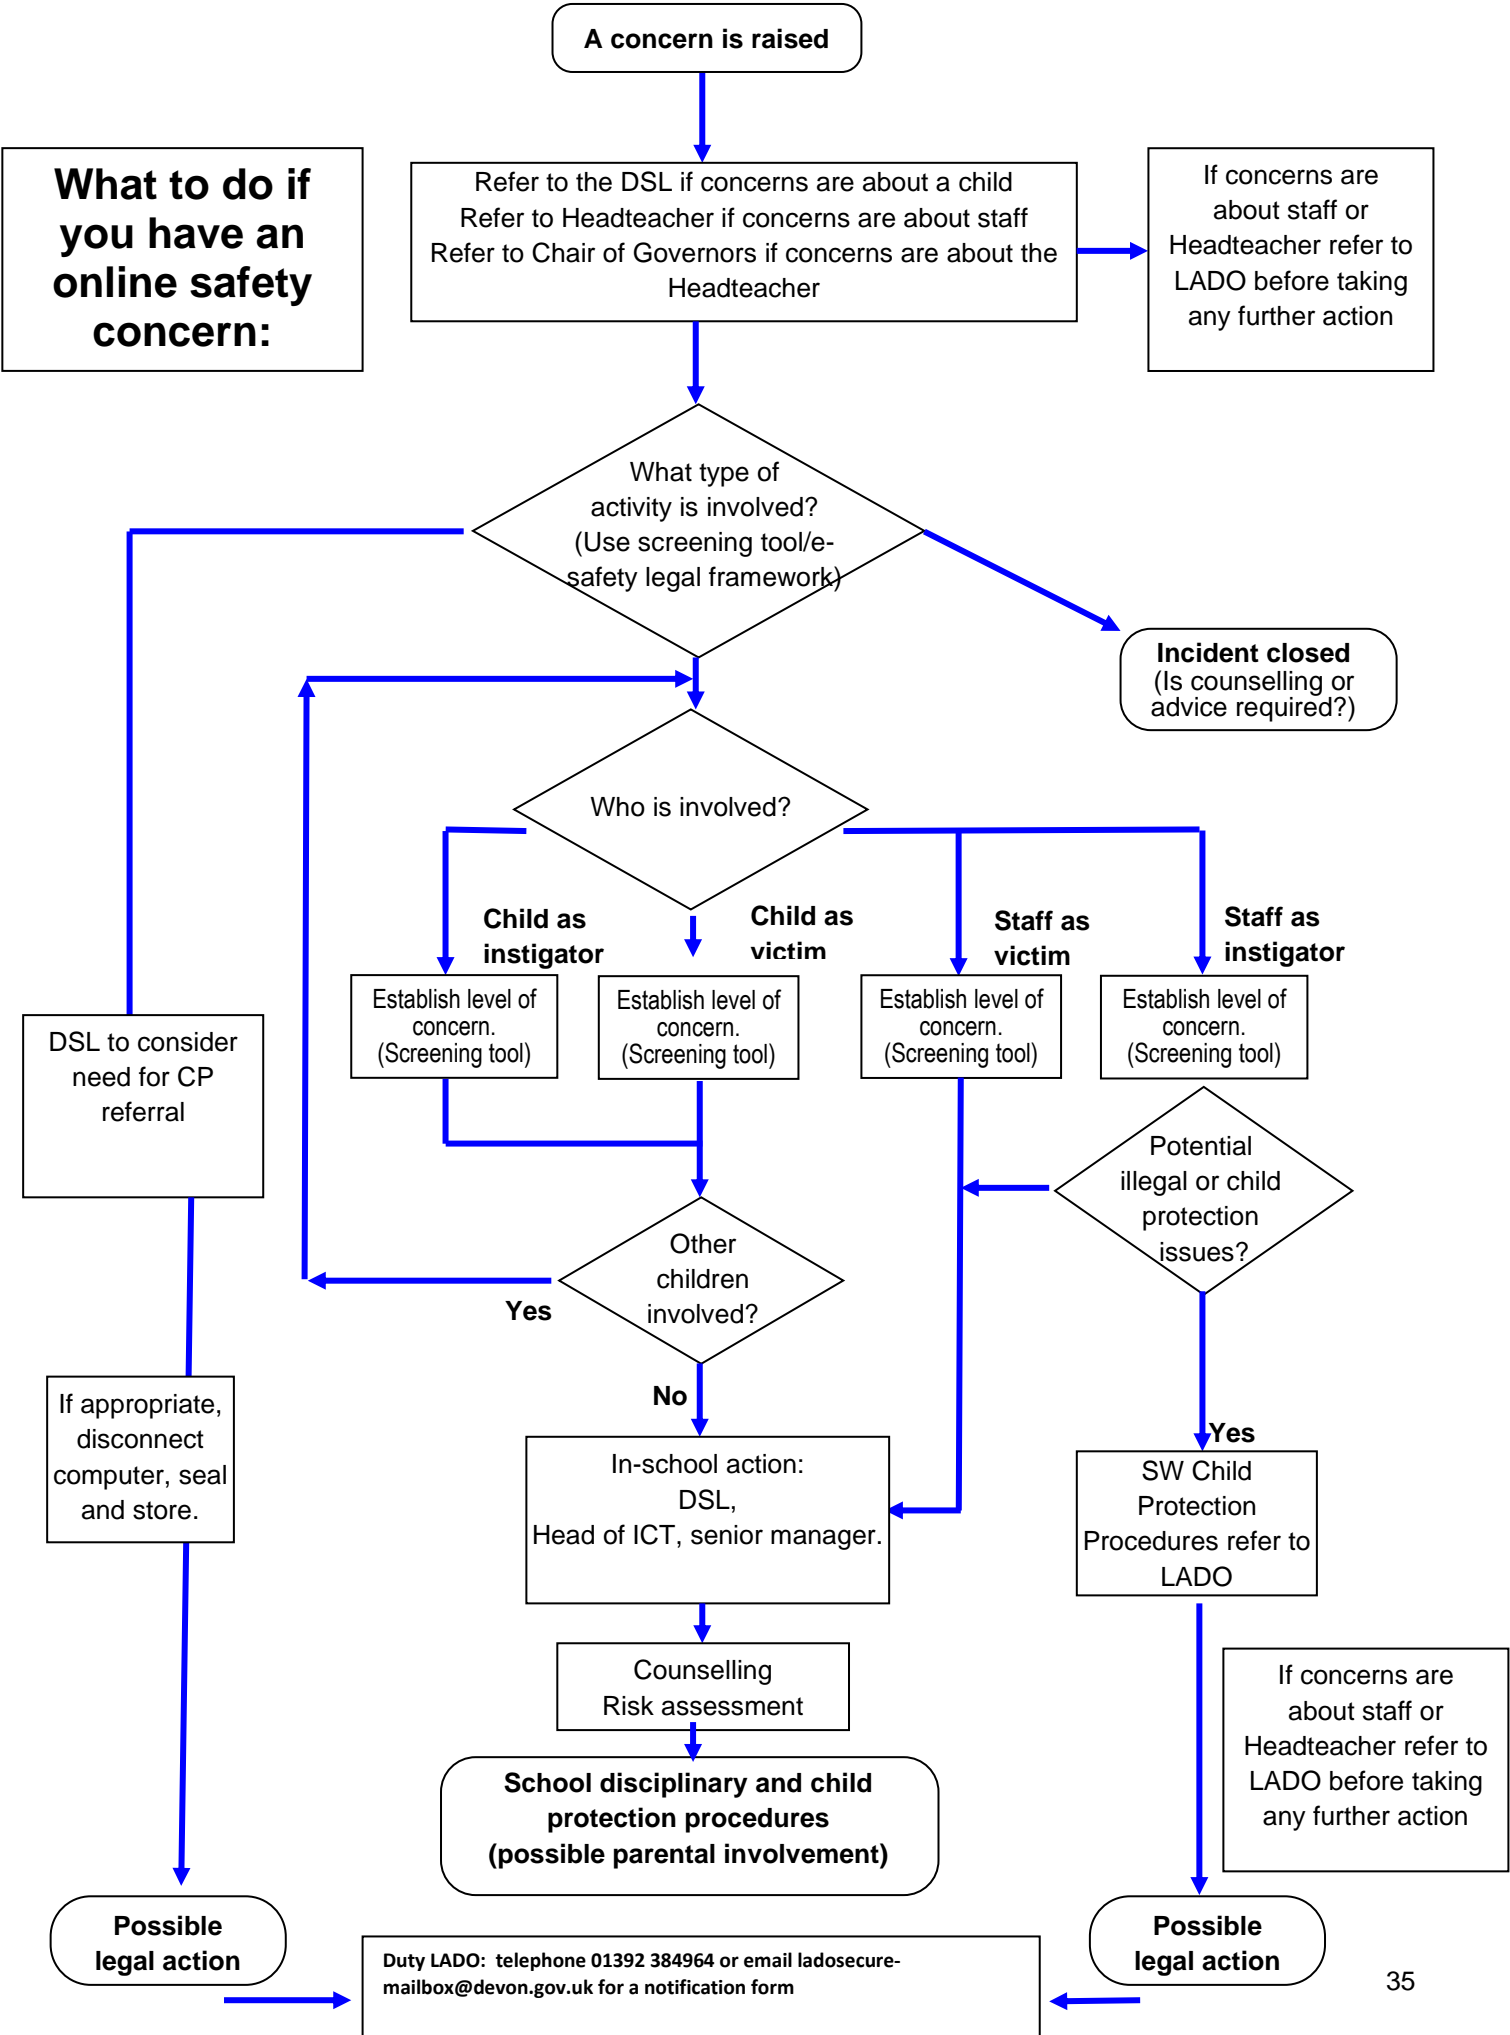 A concern is raised
What to do if
you have an
online safety
concern:
Refer to the DSL if concerns are about a child
Refer to Headteacher if concerns are about staff
Refer to Chair of Governors if concerns are about the
Headteacher
If concerns are
about staff or
Headteacher refer to
LADO before taking
any further action
What type of
activity is involved?
(Use screening tool/e-
safety legal framework)
Incident closed
(Is counselling or
advice required?)
Who is involved?
Child as
instigator
Child as
victim
Staff as
victim
Staff as
instigator
Establish level of
concern.
(Screening tool)
Establish level of
concern.
(Screening tool)
Establish level of
concern.
(Screening tool)
Establish level of
concern.
(Screening tool)
DSL to consider
need for CP
referral
Potential
illegal or child
protection
issues?
Other
children
involved?
Yes
No
If appropriate,
disconnect
computer, seal
and store.
In-school action:
DSL,
Head of ICT, senior manager.
Yes
SW Child
Protection
Procedures refer to
LADO
Counselling
Risk assessment
If concerns are
about staff or
Headteacher refer to
LADO before taking
any further action
School disciplinary and child
protection procedures
(possible parental involvement)
Possible
legal action
Possible
legal action
Duty LADO: telephone 01392 384964 or email ladosecure-
mailbox@devon.gov.uk for a notification form
35